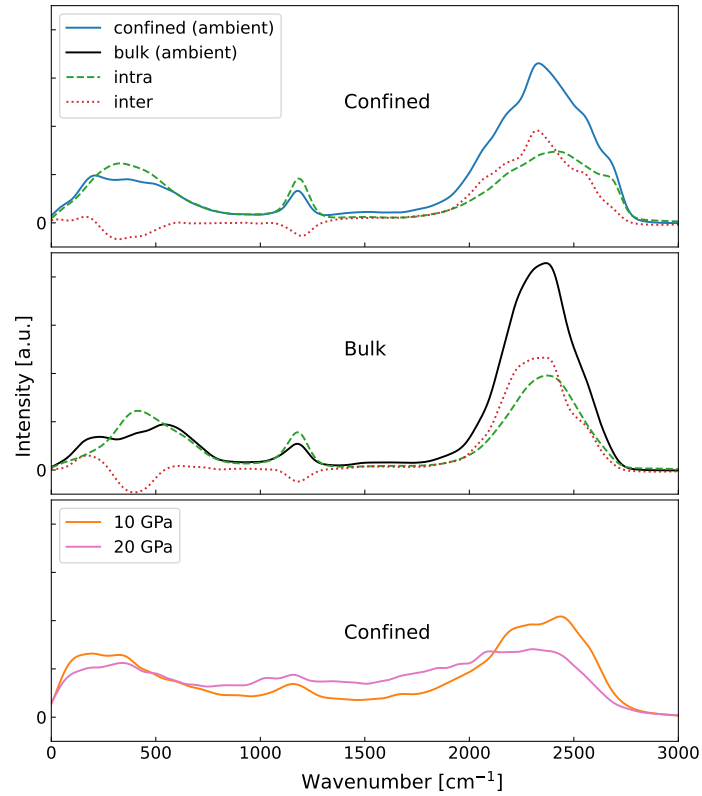 confined (ambient)
bulk (ambient)
intra
inter
Confined
0
Bulk
0
Intensity [a.u.]
10 GPa
20 GPa
Confined
0
0 500 1000 1500 2000 2500 3000
Wavenumber [cm⁻¹]